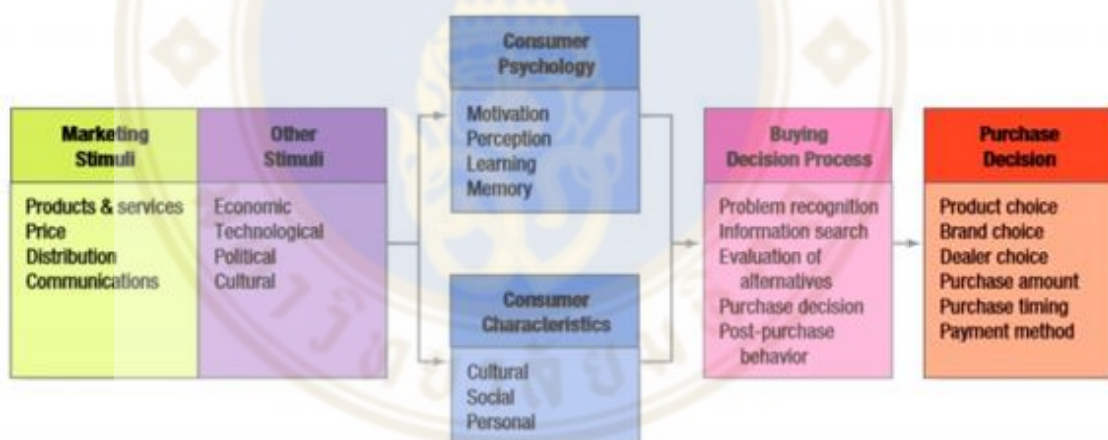 Consumer
Psychology
Motivation
Perception
Learning
Memory
Marketing
Stimuli
Products & services
Price
Distribution
Communications
Other
Stimuli
Economic
Technological
Political
Cultural
Consumer
Characteristics
Cultural
Social
Personal
Buying
Decision Process
Problem recognition
Information search
Evaluation of
alternatives
Purchase decision
Post-purchase
behavior
Purchase
Decision
Product choice
Brand choice
Dealer choice
Purchase amount
Purchase timing
Payment method